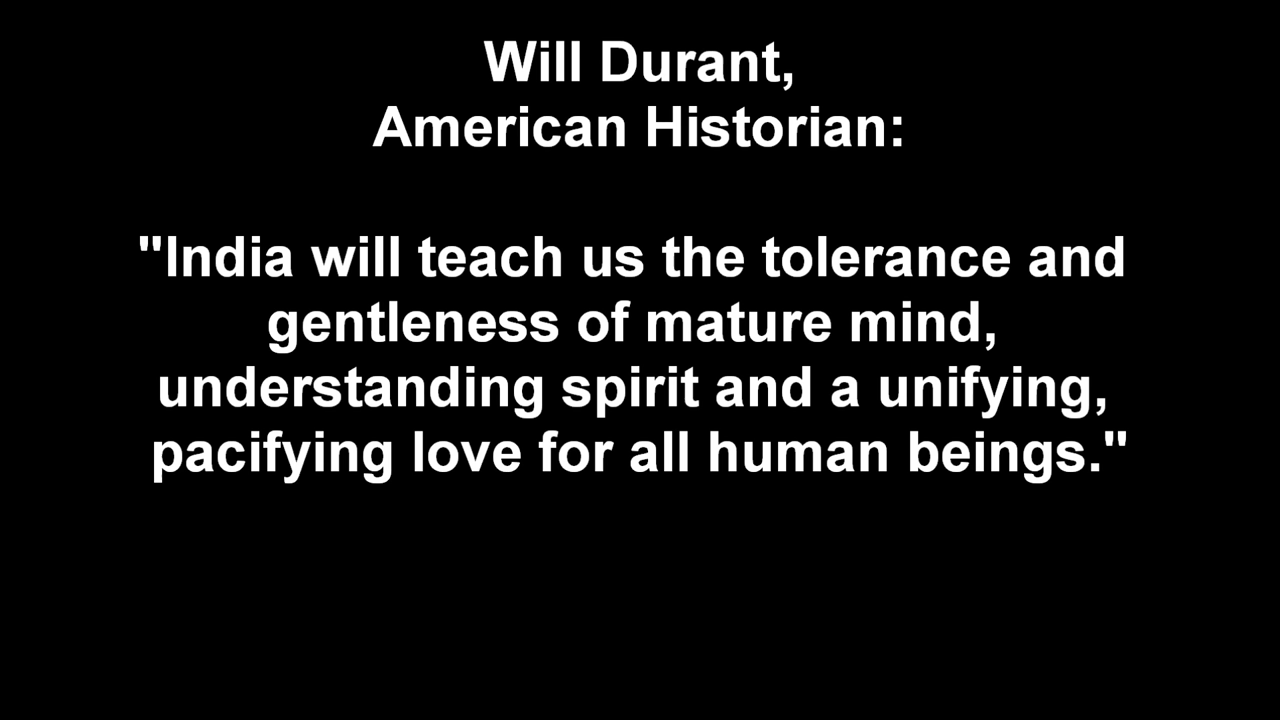 Will Durant,
American Historian:
"India will teach us the tolerance and
gentleness of mature mind,
understanding spirit and a unifying,
pacifying love for all human beings."